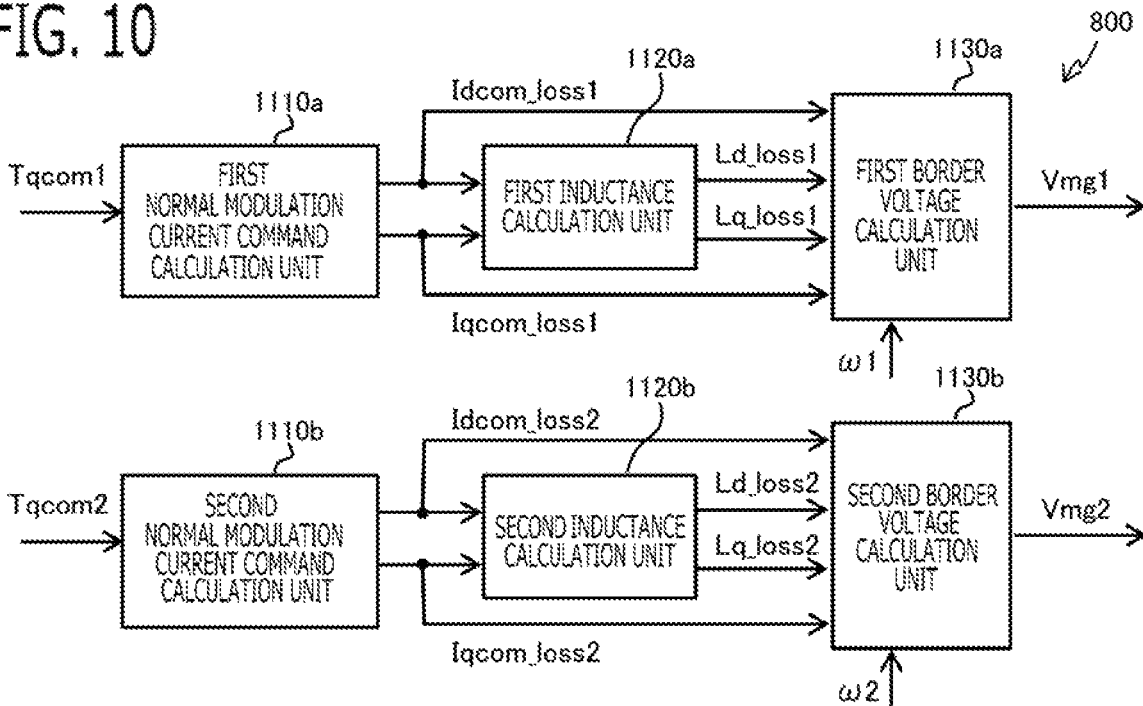 FIG. 10
800
1110a
1120a
1130a
Idcom_loss1
Tqcom1
FIRST
NORMAL MODULATION
CURRENT COMMAND
CALCULATION UNIT
FIRST INDUCTANCE
CALCULATION UNIT
Ld_loss1
Lq_loss1
FIRST BORDER
VOLTAGE
CALCULATION
UNIT
Vmg1
Iqcom_loss1
ω1
1110b
1120b
1130b
Idcom_loss2
Tqcom2
SECOND
NORMAL MODULATION
CURRENT COMMAND
CALCULATION UNIT
SECOND INDUCTANCE
CALCULATION UNIT
Ld_loss2
Lq_loss2
SECOND BORDER
VOLTAGE
CALCULATION
UNIT
Vmg2
Iqcom_loss2
ω2